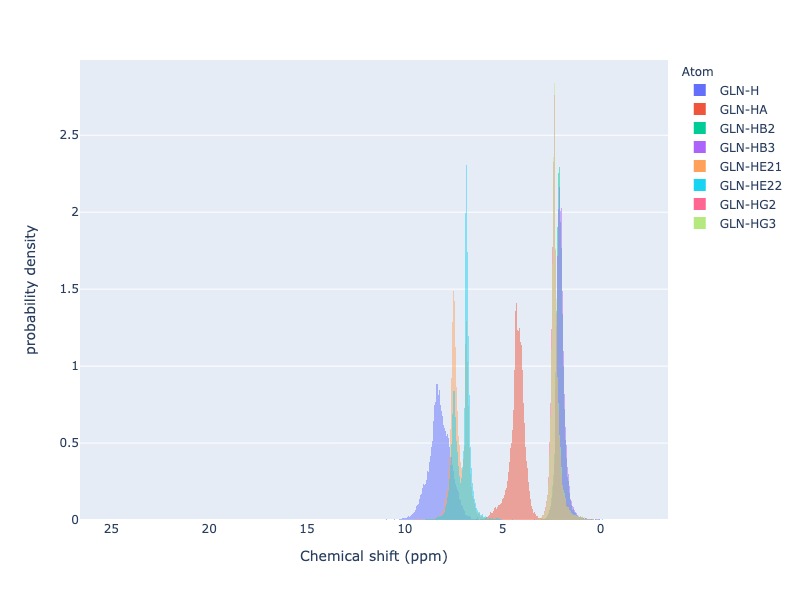 Atom
GLN-H
GLN-HA
GLN-HB2
GLN-HB3
GLN-HE21
GLN-HE22
GLN-HG2
GLN-HG3
probability density
2.5
2
1.5
1
0.5
0
25 20 15 10 5 0
Chemical shift (ppm)